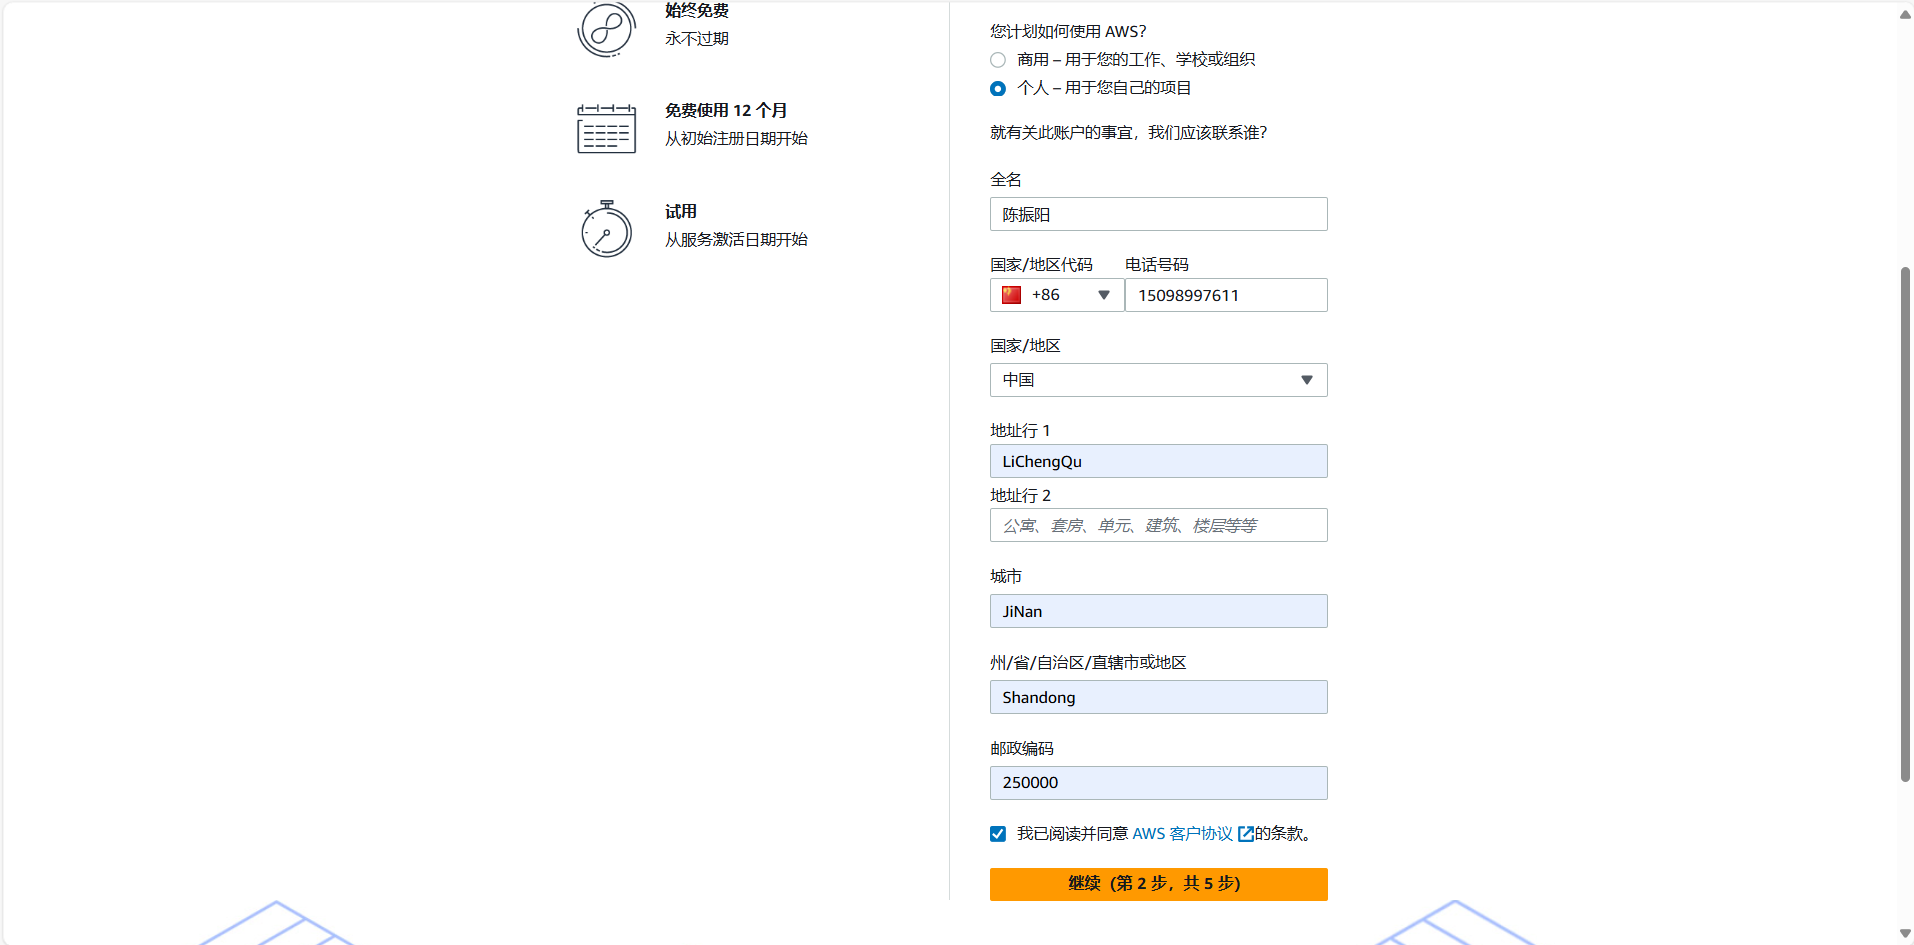 始终免费
永不过期
免费使用 12 个月
从初始注册日期开始
试用
从服务激活日期开始
您计划如何使用 AWS?
商用 – 用于您的工作、学校或组织
个人 – 用于您自己的项目
就有关此账户的事宜，我们应该联系谁?
全名
陈振阳
国家/地区代码 电话号码
+86 15098997611
国家/地区
中国
地址行 1
LiChengQu
地址行 2
公寓、套房、单元、建筑、楼层等等
城市
JiNan
州/省/自治区/直辖市或地区
Shandong
邮政编码
250000
我已阅读并同意 AWS 客户协议 的条款。
继续（第 2 步，共 5 步）